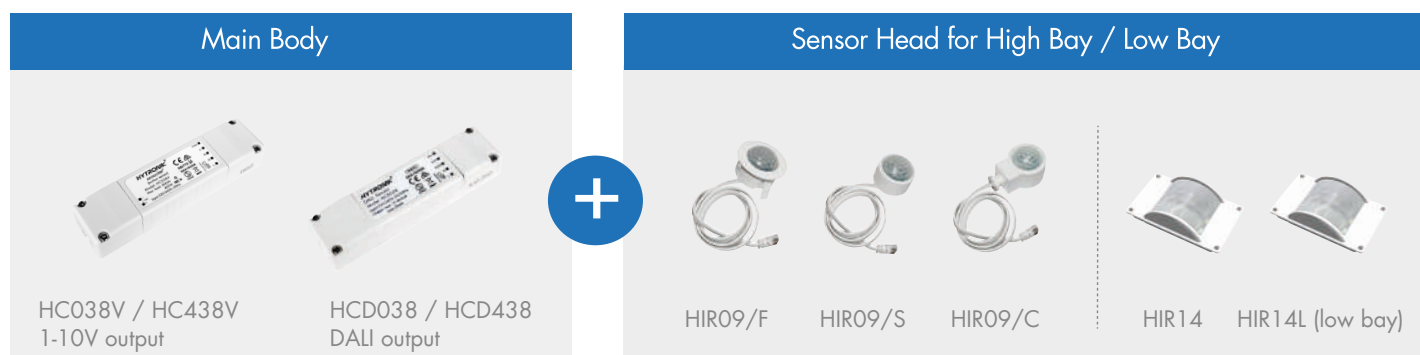 Main Body
Sensor Head for High Bay / Low Bay
HYTRONIK
HYTRONIK
+
HC038V / HC438V
1-10V output
HCD038 / HCD438
DALI output
HIR09/F
HIR09/S
HIR09/C
HIR14
HIR14L (low bay)